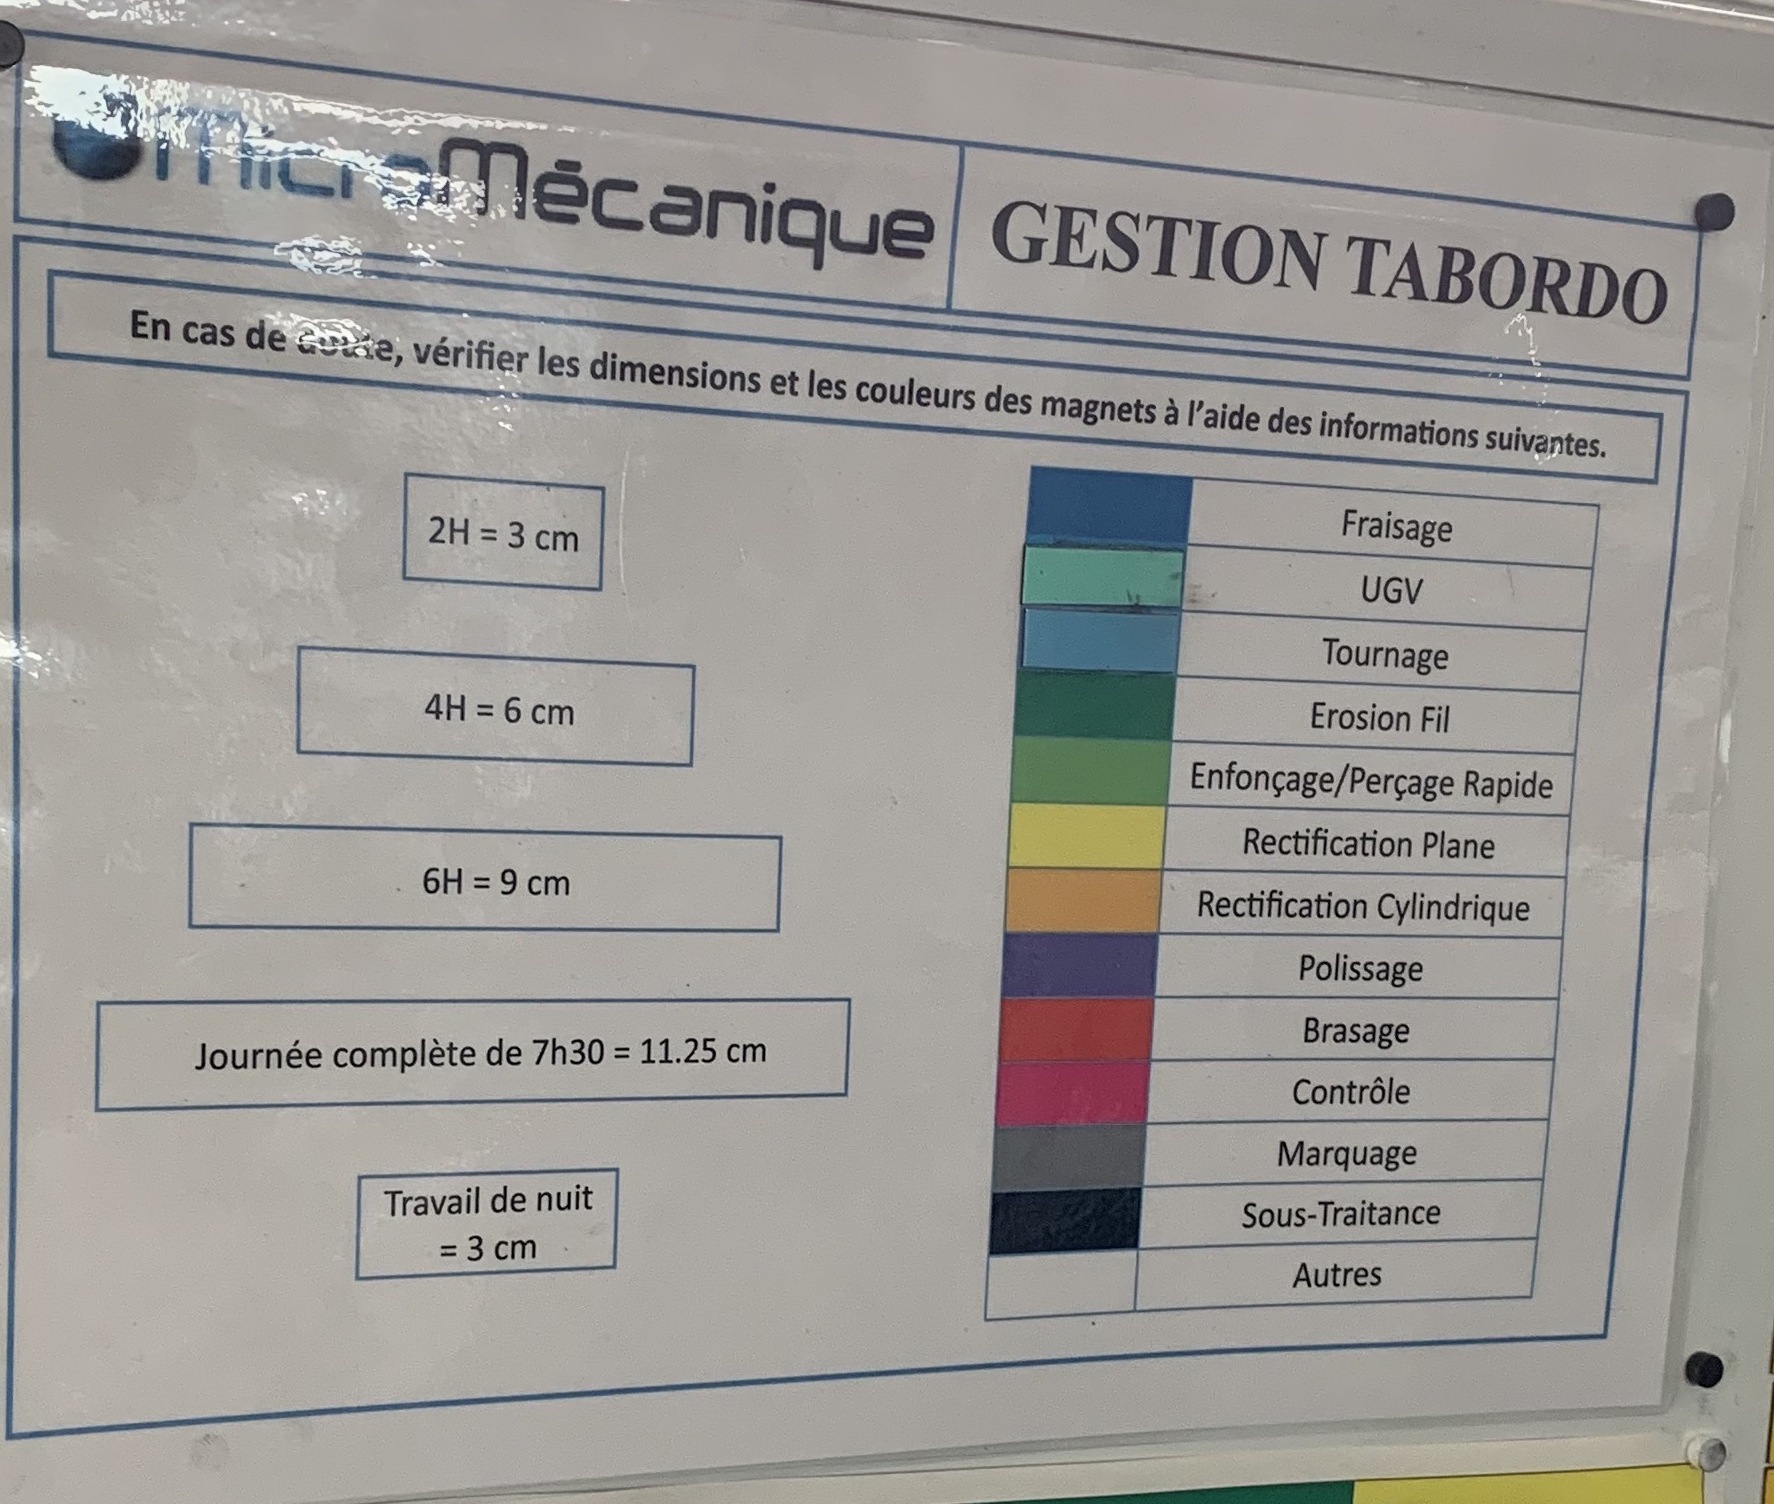 microMécanique
GESTION TABORDO
En cas de doute, vérifier les dimensions et les couleurs des magnets à l'aide des informations suivantes.
2H = 3 cm
4H = 6 cm
6H = 9 cm
Journée complète de 7h30 = 11.25 cm
Travail de nuit
= 3 cm
Fraisage
UGV
Tournage
Erosion Fil
Enfonçage/Perçage Rapide
Rectification Plane
Rectification Cylindrique
Polissage
Brasage
Contrôle
Marquage
Sous-Traitance
Autres